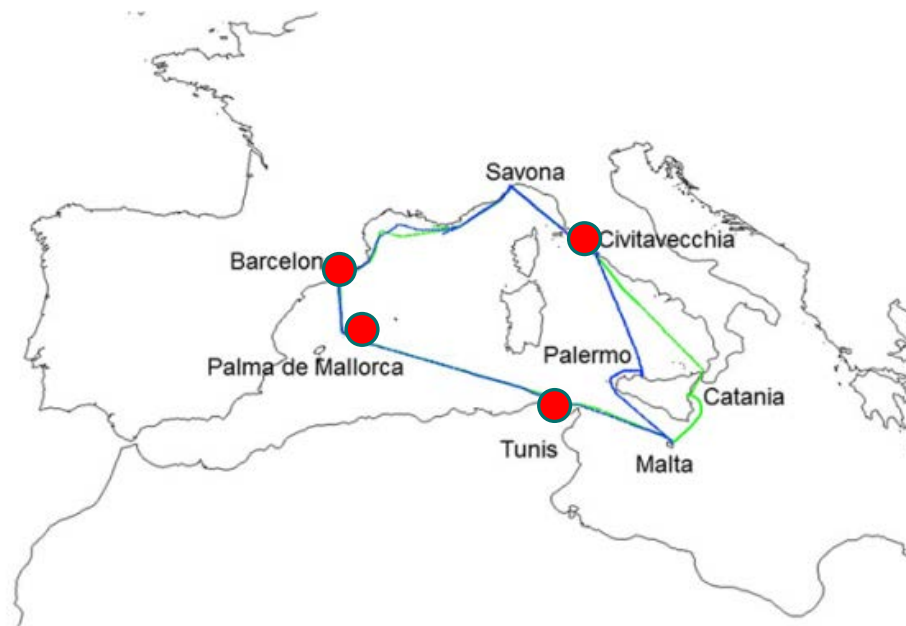 Savona
Civitavecchia
Barcelon
Palermo
Palma de Mallorca
Catania
Tunis
Malta